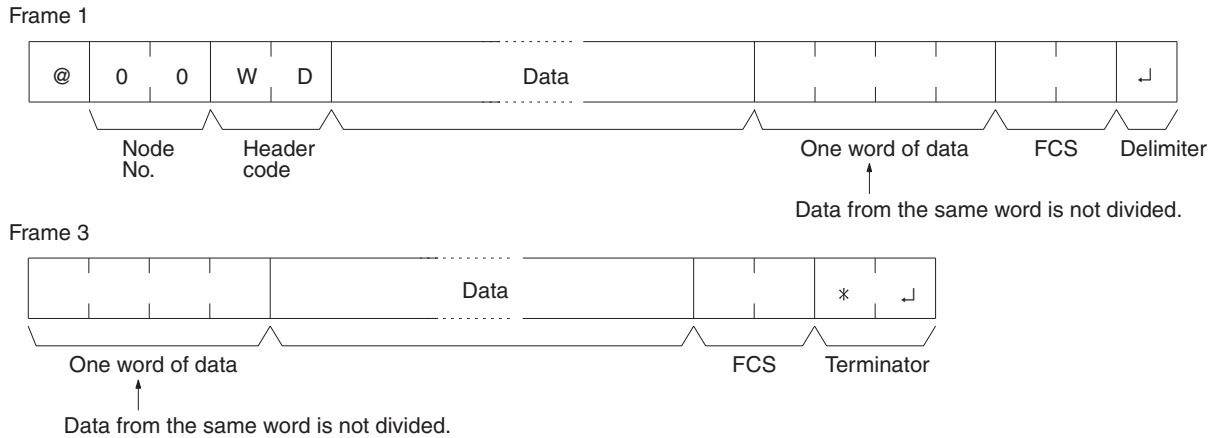 Frame 1
@ 0 0 W D Data ↵
Node No. Header code One word of data FCS Delimiter
Data from the same word is not divided.
Frame 3
Data * ↵
One word of data FCS Terminator
Data from the same word is not divided.